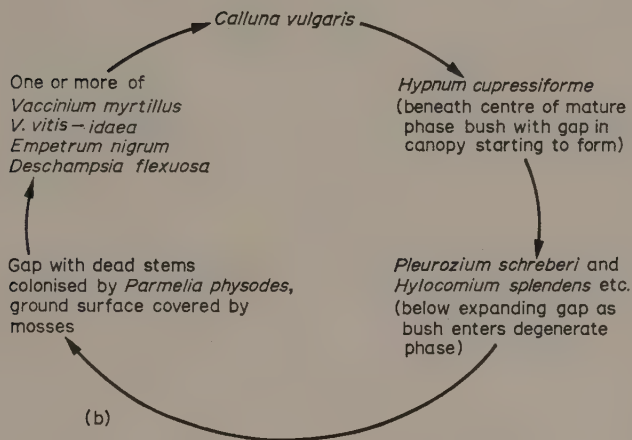 Calluna vulgaris
Hypnum cupressiforme
(beneath centre of mature
phase bush with gap in
canopy starting to form)
Pleurozium schreberi and
Hylocomium splendens etc.
(below expanding gap as
bush enters degenerate
phase)
Gap with dead stems
colonised by Parmelia physodes,
ground surface covered by
mosses
One or more of
Vaccinium myrtillus
V. vitis-idaea
Empetrum nigrum
Deschampsia flexuosa
(b)